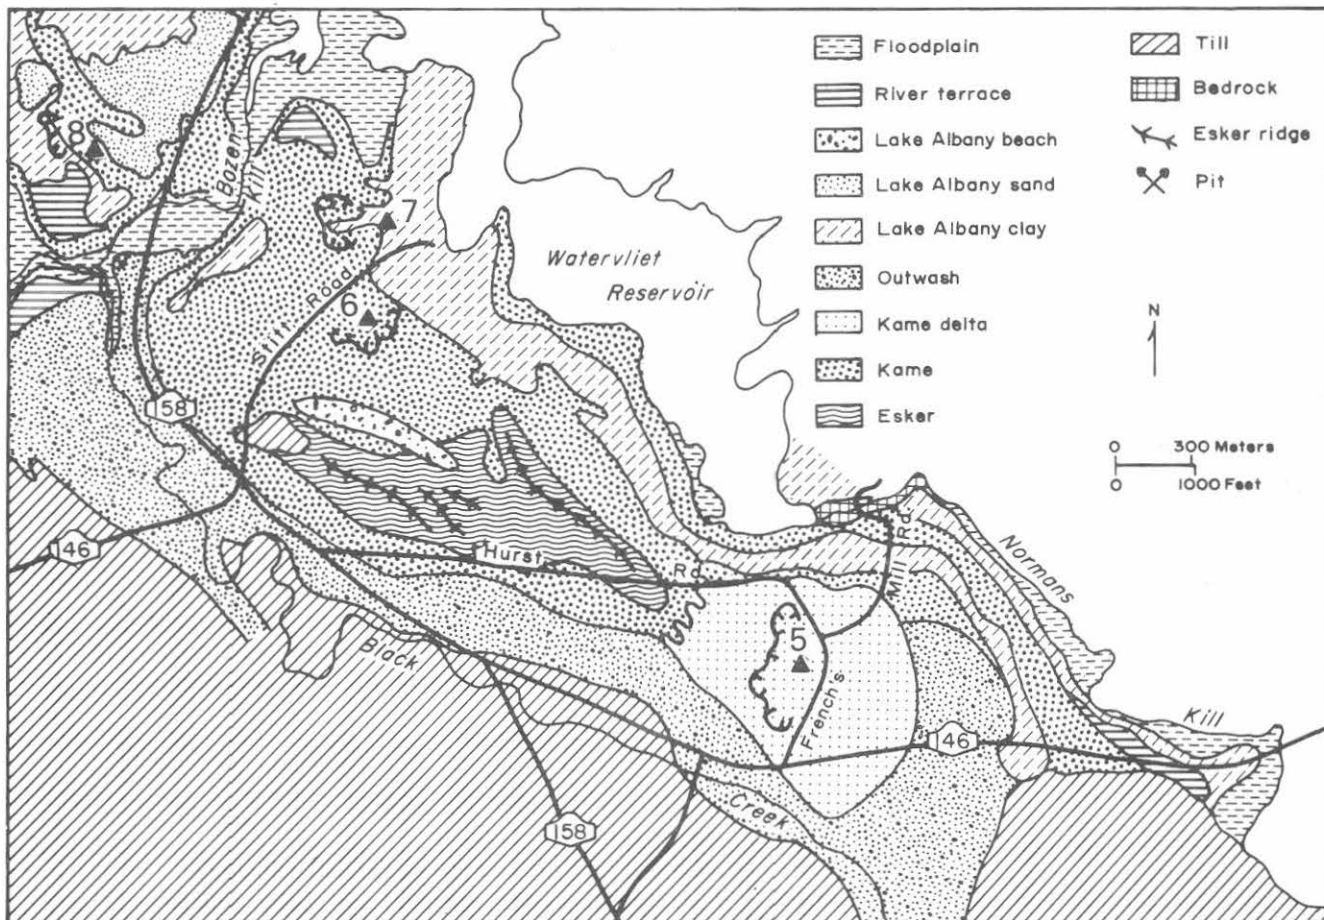 Floodplain
River terrace
Lake Albany beach
Lake Albany sand
Lake Albany clay
Outwash
Kame delta
Kame
Esker
Till
Bedrock
Esker ridge
Pit
N
0 300 Meters
0 1000 Feet
8
Bozen
Kill
7
Watervliet
Reservoir
6
Stitt Road
158
146
Hurst Rd.
Mill Rd.
Normans
Kill
5
French's
Black
Creek
146
158